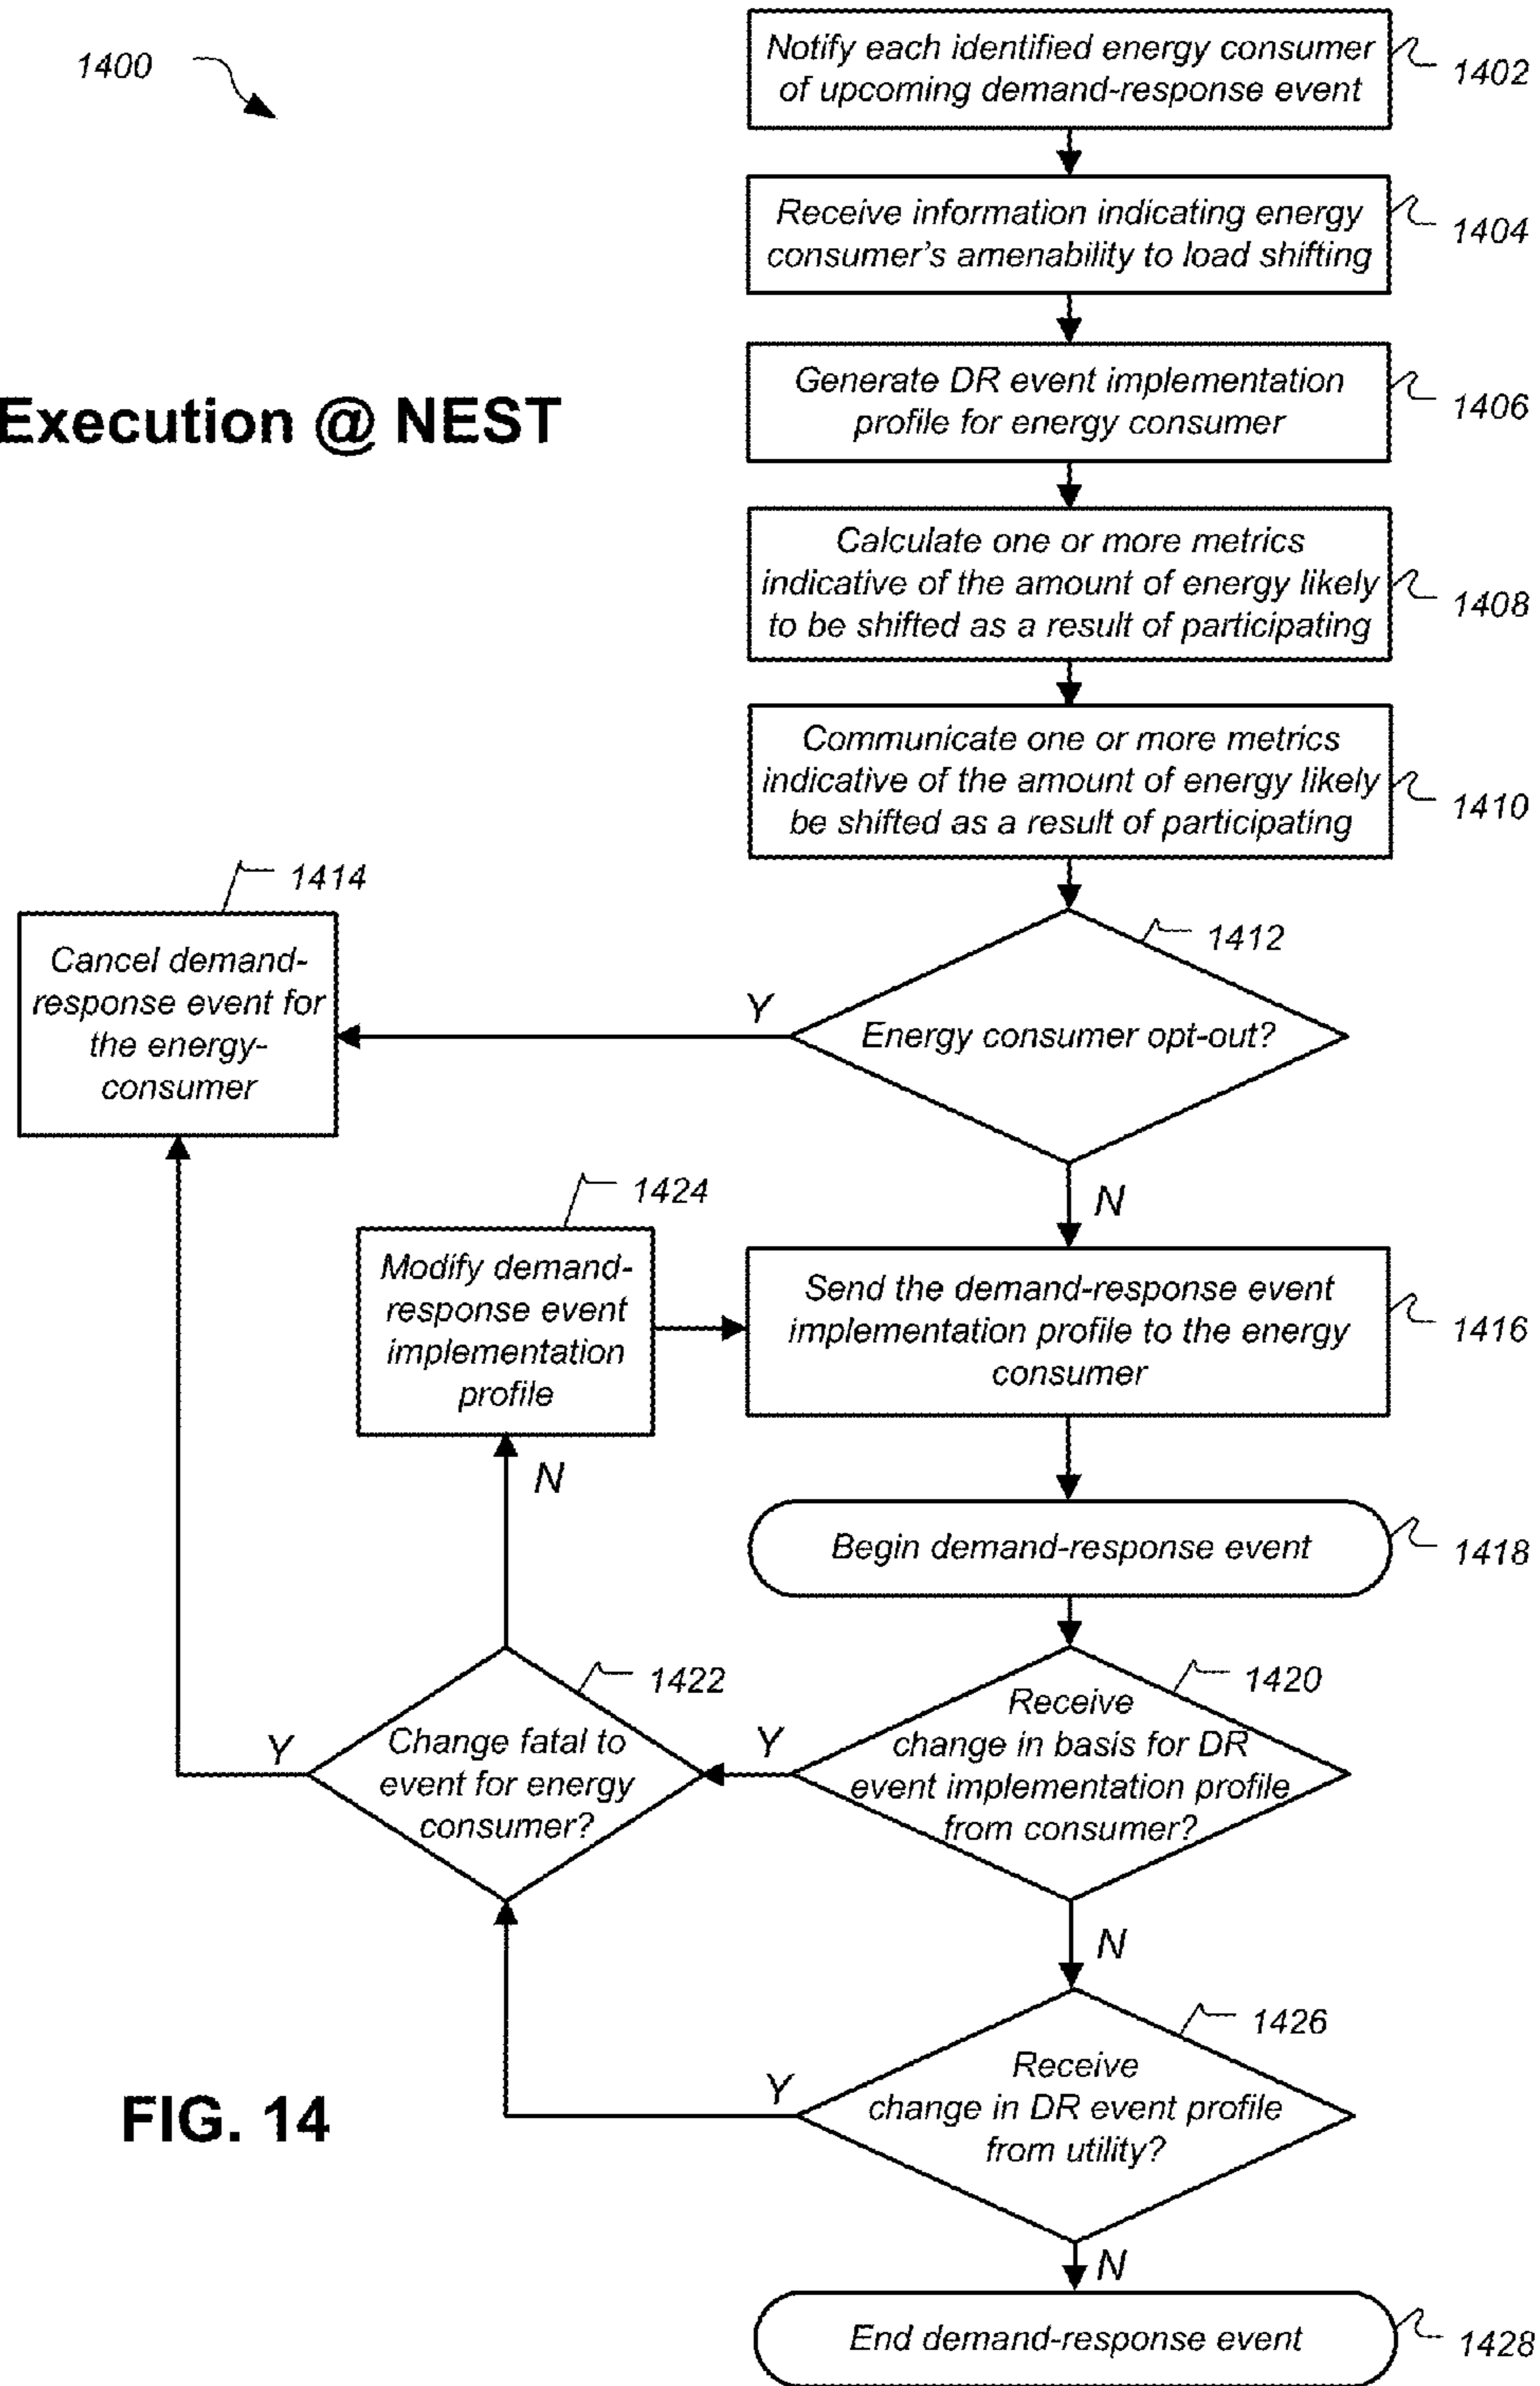 1400
Notify each identified energy consumer
of upcoming demand-response event
1402
Receive information indicating energy
consumer's amenability to load shifting
1404
Execution @ NEST
Generate DR event implementation
profile for energy consumer
1406
Calculate one or more metrics
indicative of the amount of energy likely
to be shifted as a result of participating
1408
Communicate one or more metrics
indicative of the amount of energy likely
be shifted as a result of participating
1410
1414
Cancel demand-
response event for
the energy-
consumer
1412
Energy consumer opt-out?
Y
N
1424
Modify demand-
response event
implementation
profile
Send the demand-response event
implementation profile to the energy
consumer
1416
N
Begin demand-response event
1418
1422
Change fatal to
event for energy
consumer?
Y
Y
1420
Receive
change in basis for DR
event implementation profile
from consumer?
N
1426
Receive
change in DR event profile
from utility?
Y
N
FIG. 14
End demand-response event
1428